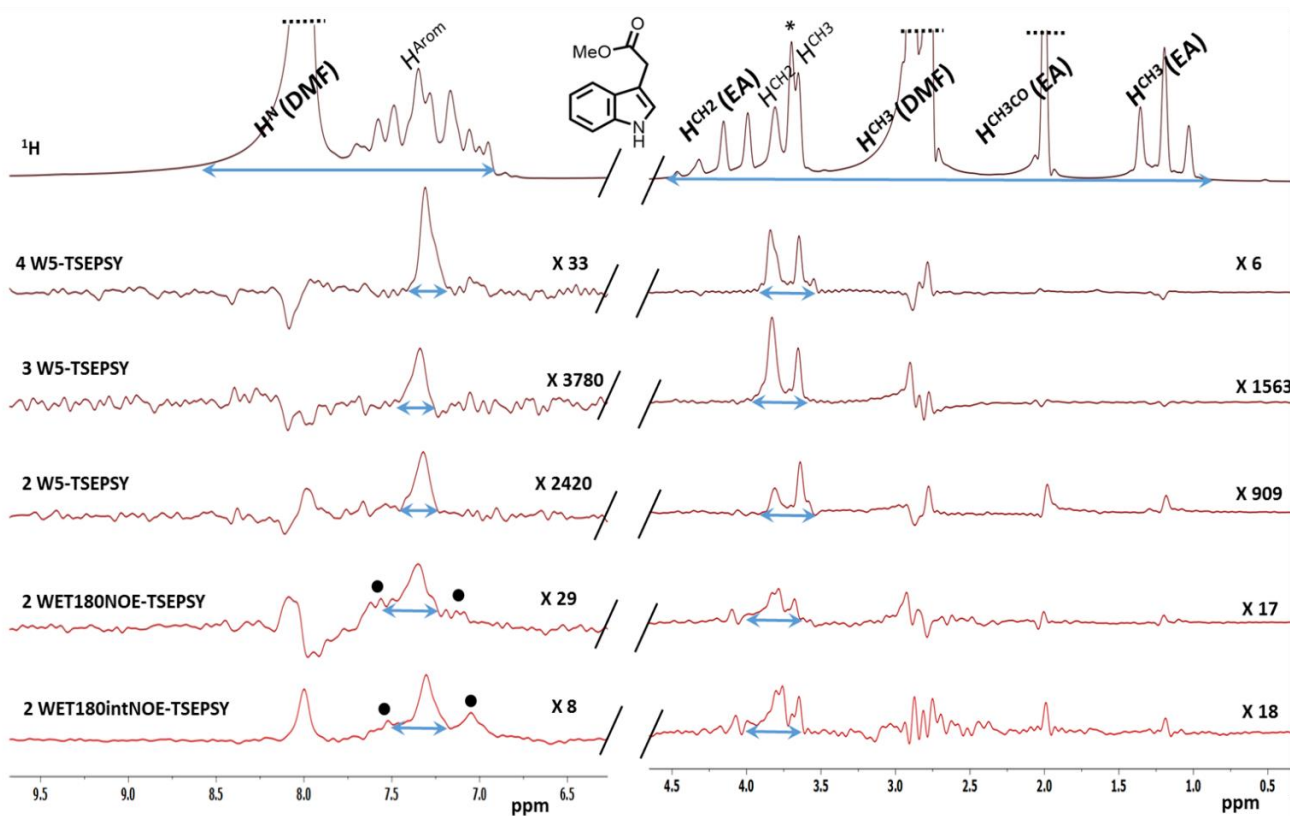 O
MeO
N
H
*
¹H
H^N (DMF)
H^Arom
H^CH2 (EA)
H^CH2
H^CH3
H^CH3 (DMF)
H^CH3CO (EA)
H^CH3 (EA)
4 W5-TSEPSY X 33 X 6
3 W5-TSEPSY X 3780 X 1563
2 W5-TSEPSY X 2420 X 909
2 WET180NOE-TSEPSY X 29 X 17
2 WET180intNOE-TSEPSY X 8 X 18
9.5 9.0 8.5 8.0 7.5 7.0 6.5 4.5 4.0 3.5 3.0 2.5 2.0 1.5 1.0 0.5
ppm ppm